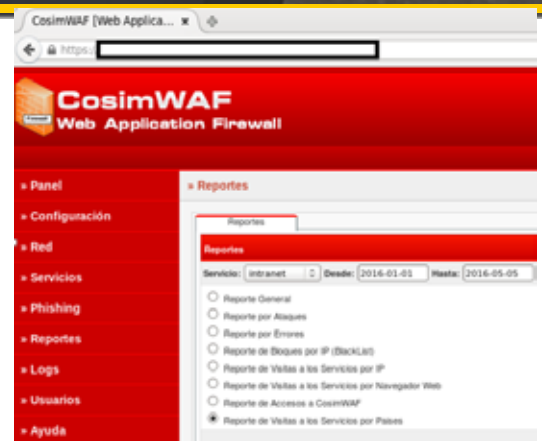 CosimWAF [Web Applica...
https:/
CosimWAF
Web Application Firewall
» Panel
» Configuración
» Red
» Servicios
» Phishing
» Reportes
» Logs
» Usuarios
» Ayuda
» Reportes
Reportes
Reportes
Servicio: intranet Desde: 2016-01-01 Hasta: 2016-05-05
Reporte General
Reporte por Ataques
Reporte por Errores
Reporte de Bloques por IP (BlackList)
Reporte de Visitas a los Servicios por IP
Reporte de Visitas a los Servicios por Navegador Web
Reporte de Accesos a CosimWAF
Reporte de Visitas a los Servicios por Paises